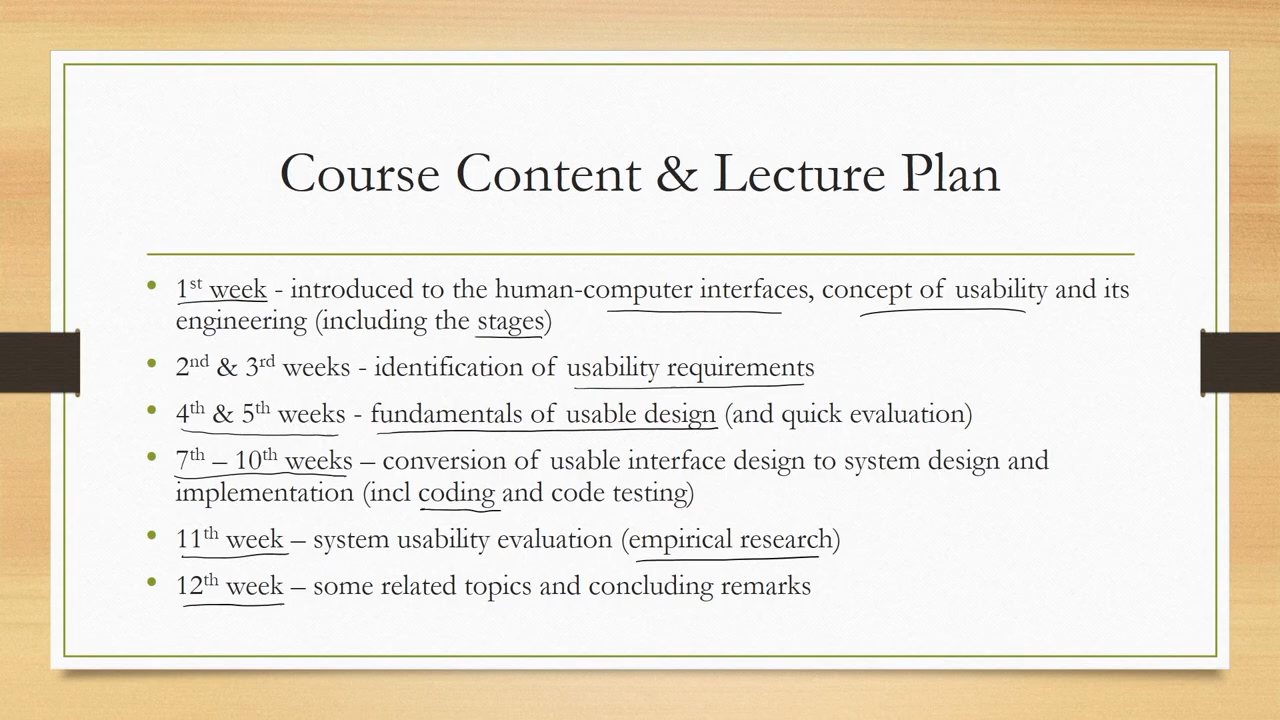 Course Content & Lecture Plan
• 1st week - introduced to the human-computer interfaces, concept of usability and its
engineering (including the stages)
• 2nd & 3rd weeks - identification of usability requirements
• 4th & 5th weeks - fundamentals of usable design (and quick evaluation)
• 7th – 10th weeks – conversion of usable interface design to system design and
implementation (incl coding and code testing)
• 11th week – system usability evaluation (empirical research)
• 12th week – some related topics and concluding remarks